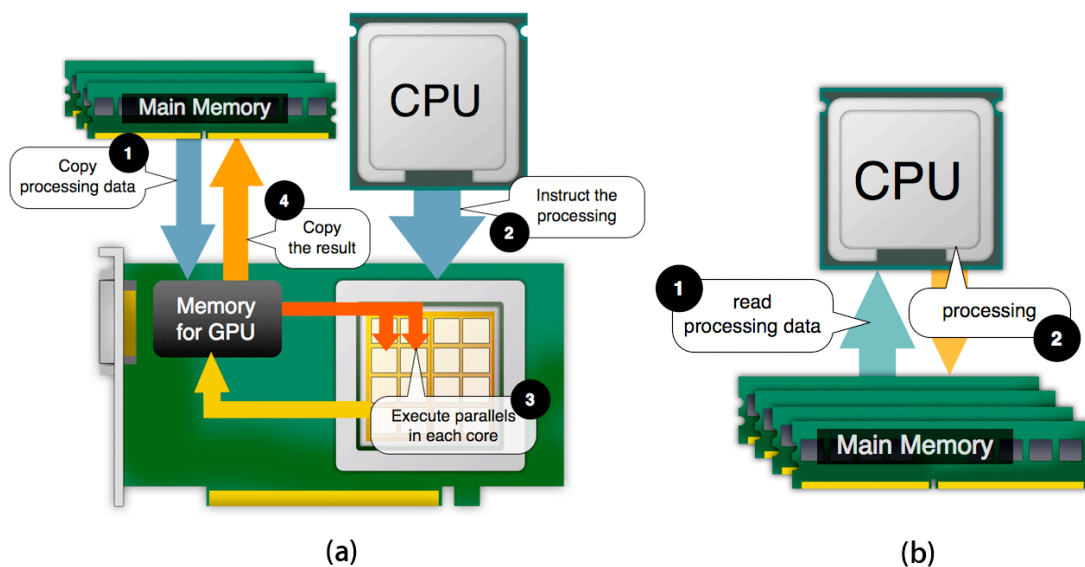 Main Memory
CPU
1
Copy
processing data
4
Copy
the result
Instruct the
processing
2
Memory
for GPU
3
Execute parallels
in each core
(a)
CPU
1
read
processing data
processing
2
Main Memory
(b)